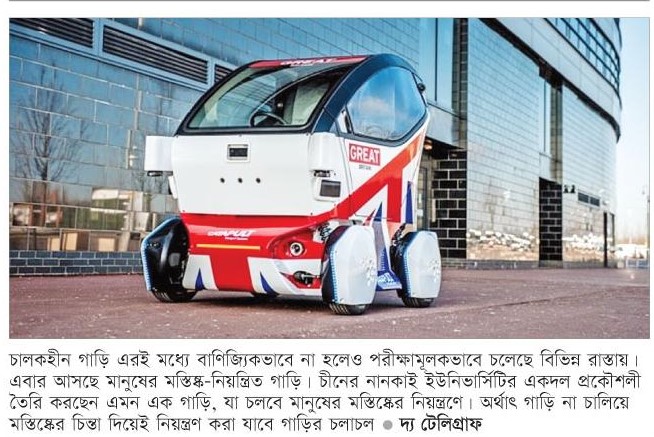 GREAT
GREAT
BRITAIN
CATAPULT
চালকহীন গাড়ি এরই মধ্যে বাণিজ্যিকভাবে না হলেও পরীক্ষামূলকভাবে চলেছে বিভিন্ন রাস্তায়।
এবার আসছে মানুষের মস্তিষ্ক-নিয়ন্ত্রিত গাড়ি। চীনের নানকাই ইউনিভার্সিটির একদল প্রকৌশলী
তৈরি করছেন এমন এক গাড়ি, যা চলবে মানুষের মস্তিষ্কের নিয়ন্ত্রণে। অর্থাৎ গাড়ি না চালিয়ে
মস্তিষ্কের চিন্তা দিয়েই নিয়ন্ত্রণ করা যাবে গাড়ির চলাচল ● দ্য টেলিগ্রাফ